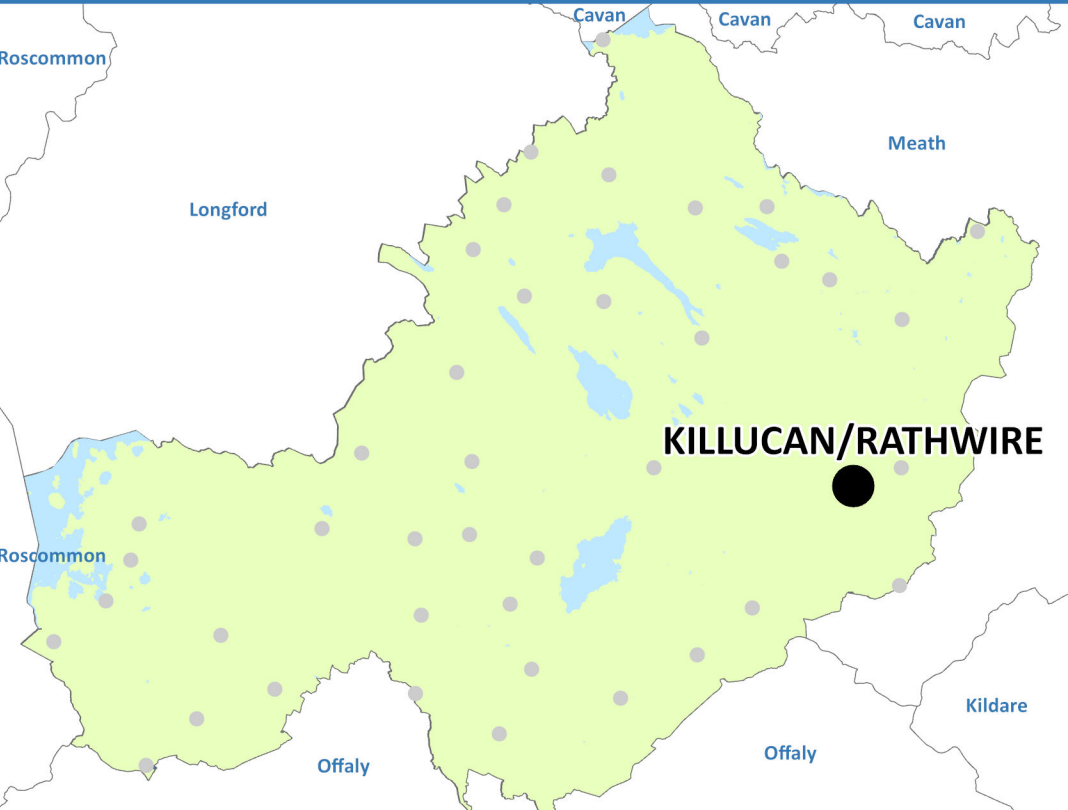 Cavan
Cavan
Cavan
Roscommon
Meath
Longford
KILLUCAN/RATHWIRE
Roscommon
Kildare
Offaly
Offaly